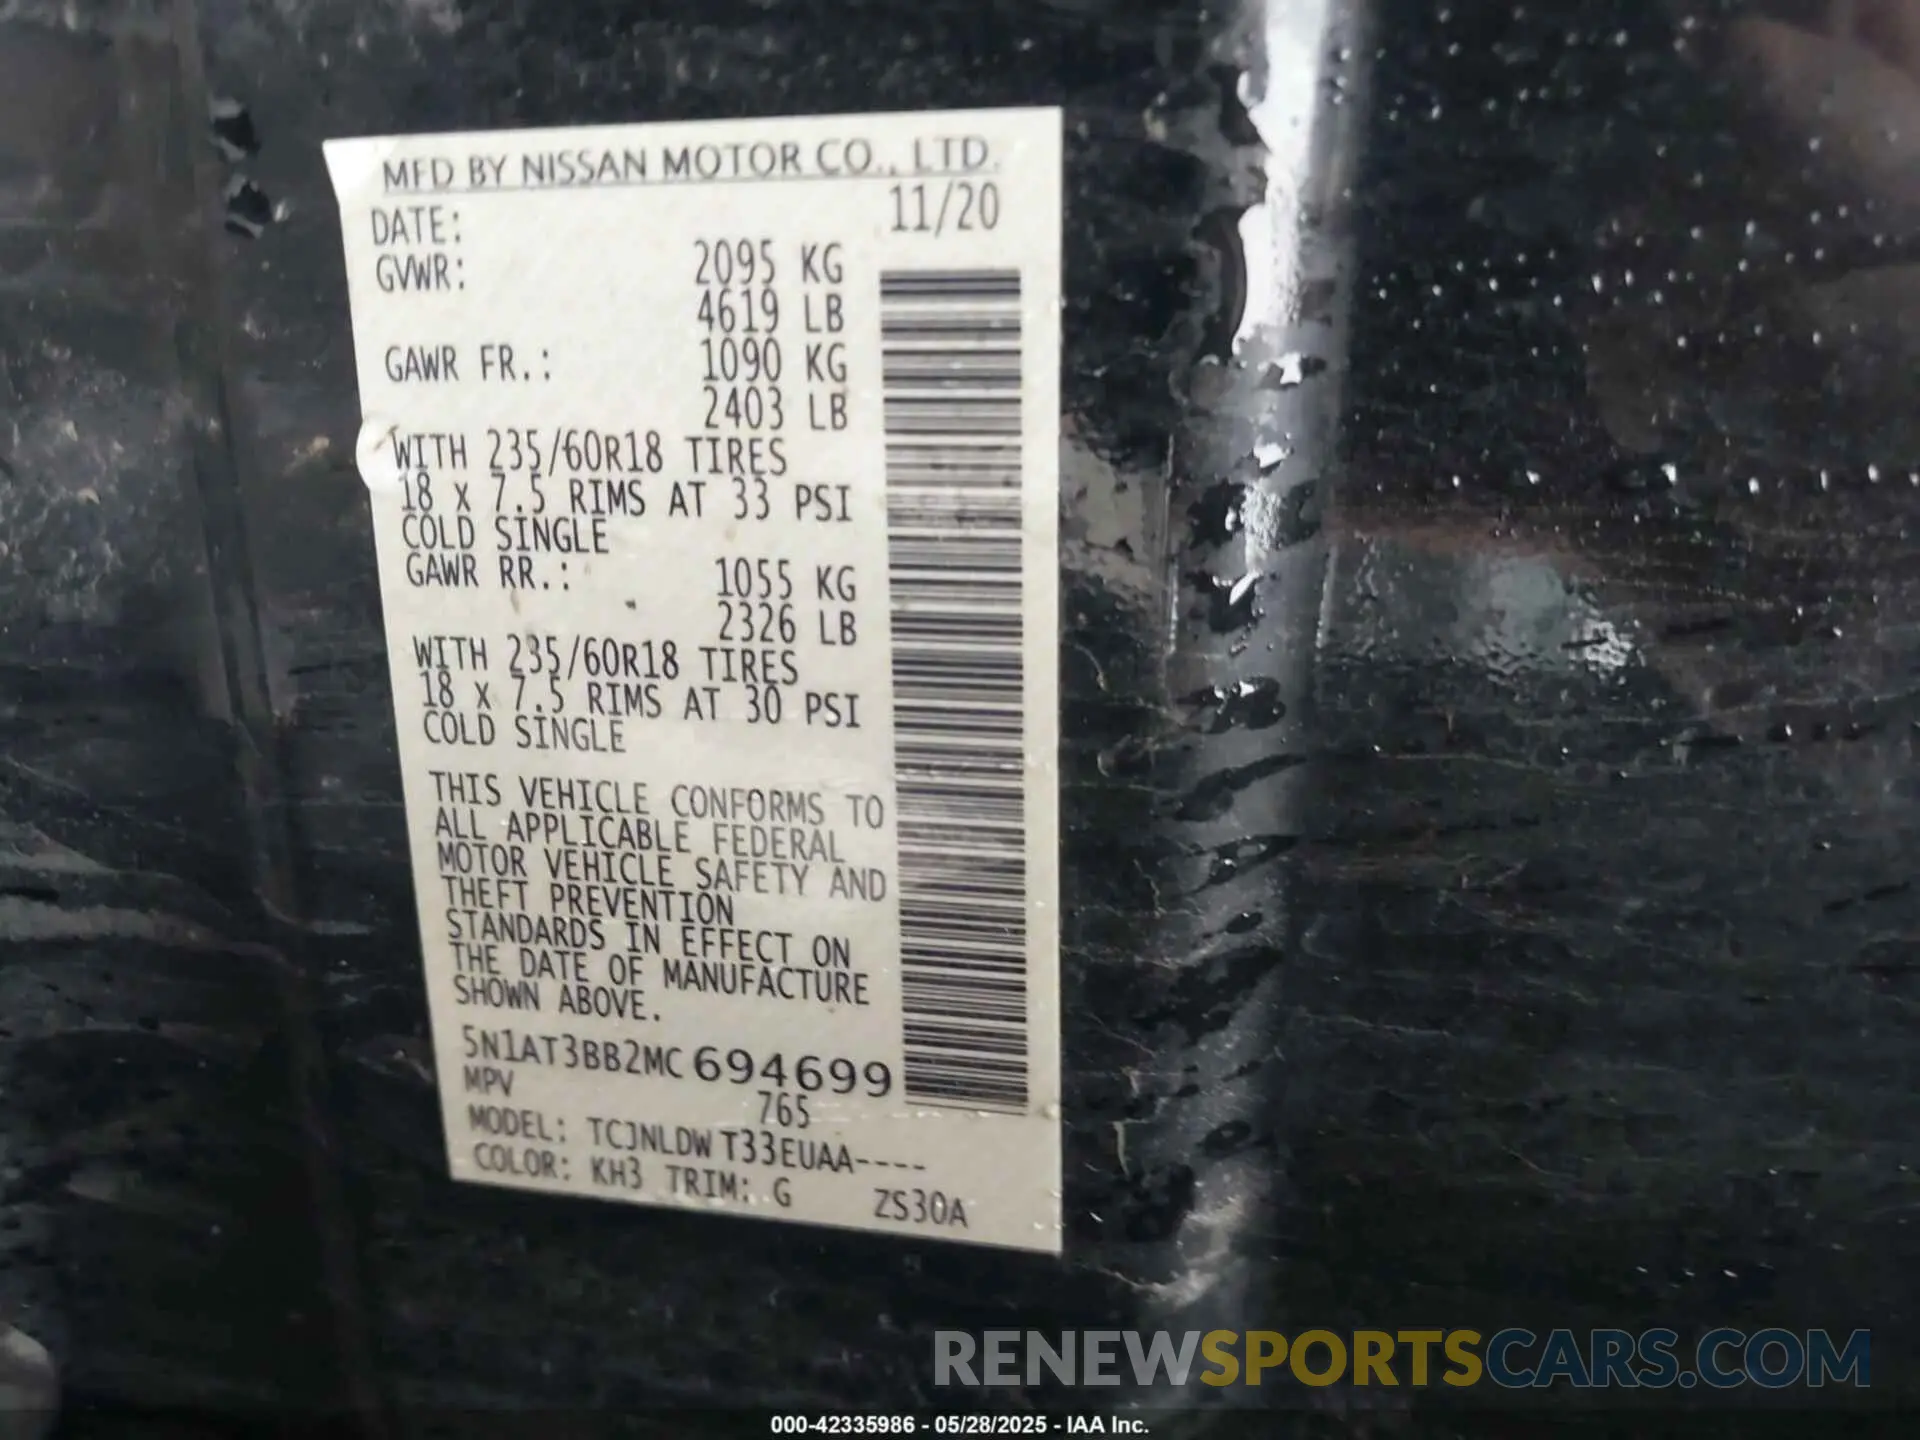 MFD BY NISSAN MOTOR CO., LTD.
DATE: 11/20
GVWR: 2095 KG
4619 LB
GAWR FR.: 1090 KG
2403 LB
WITH 235/60R18 TIRES
18 x 7.5 RIMS AT 33 PSI
COLD SINGLE
GAWR RR.: 1055 KG
2326 LB
WITH 235/60R18 TIRES
18 x 7.5 RIMS AT 30 PSI
COLD SINGLE
THIS VEHICLE CONFORMS TO
ALL APPLICABLE FEDERAL
MOTOR VEHICLE SAFETY AND
THEFT PREVENTION
STANDARDS IN EFFECT ON
THE DATE OF MANUFACTURE
SHOWN ABOVE.
5N1AT3BB2MC694699
MPV 765
MODEL: TCJNLDW T33EUAA----
COLOR: KH3 TRIM: G ZS30A
RENEWSPORTSCARS.COM
000-42335986 - 05/28/2025 - IAA Inc.